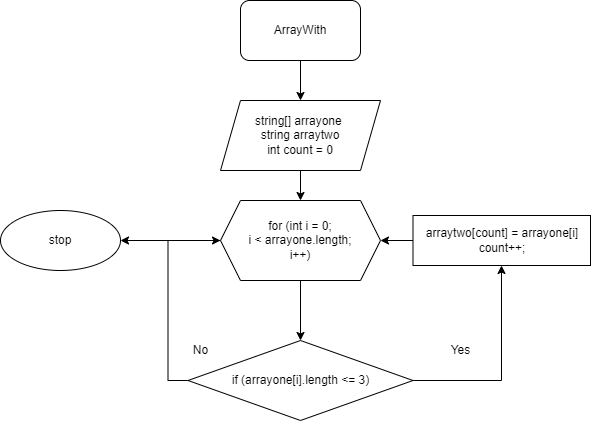 ArrayWith
string[] arrayone
string arraytwo
int count = 0
for (int i = 0;
i < arrayone.length;
i++)
stop
arraytwo[count] = arrayone[i]
count++;
No
Yes
if (arrayone[i].length <= 3)